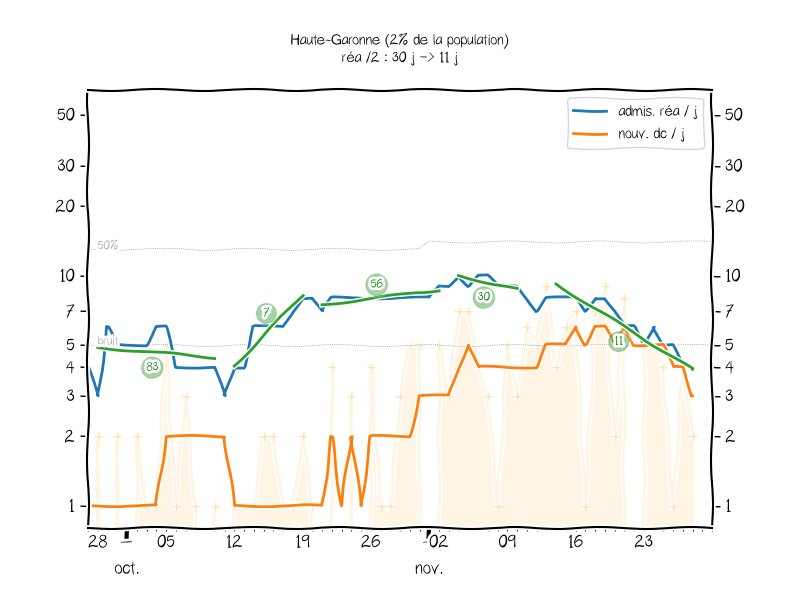 Haute-Garonne (2% de la population)
réa /2 : 30 j -> 11 j
admis. réa / j
nouv. dc / j
50 50
30 30
20 20
50%
10 10
7 7
5 5
bruit
4 4
3 3
2 2
1 1
56
7
30
83
11
28 05 12 19 26 02 09 16 23
oct. nov.